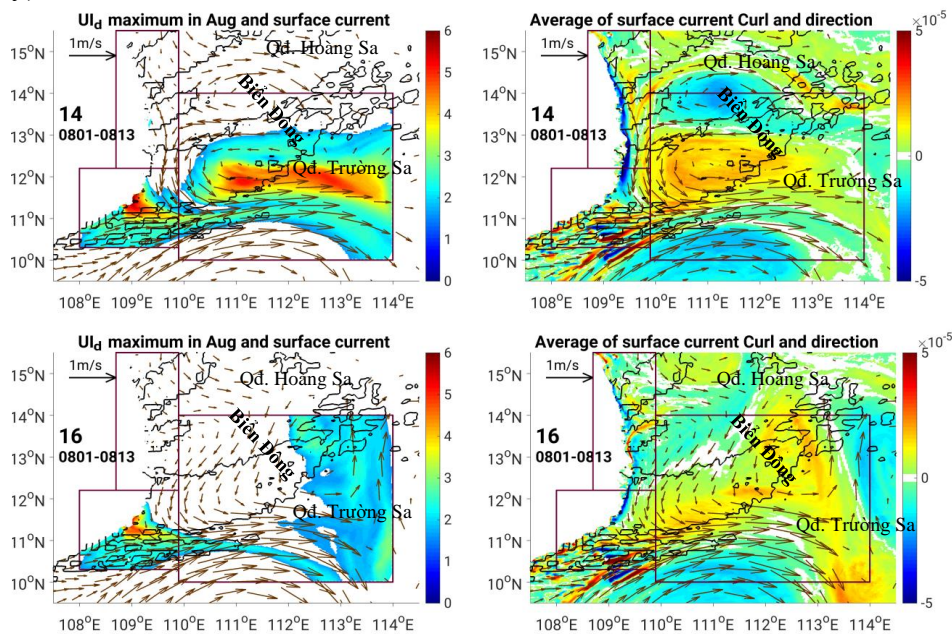 UId maximum in Aug and surface current
1m/s
14
0801-0813
Qđ. Hoàng Sa
Biển Đông
Qđ. Trường Sa
15°N
14°N
13°N
12°N
11°N
10°N
108°E 109°E 110°E 111°E 112°E 113°E 114°E
6
5
4
3
2
1
0
Average of surface current Curl and direction
1m/s
14
0801-0813
Qđ. Hoàng Sa
Biển Đông
Qđ. Trường Sa
15°N
14°N
13°N
12°N
11°N
10°N
108°E 109°E 110°E 111°E 112°E 113°E 114°E
×10⁻⁵
5
0
-5
UId maximum in Aug and surface current
1m/s
16
0801-0813
Qđ. Hoàng Sa
Biển Đông
Qđ. Trường Sa
15°N
14°N
13°N
12°N
11°N
10°N
108°E 109°E 110°E 111°E 112°E 113°E 114°E
6
5
4
3
2
1
0
Average of surface current Curl and direction
1m/s
16
0801-0813
Qđ. Hoàng Sa
Biển Đông
Qđ. Trường Sa
15°N
14°N
13°N
12°N
11°N
10°N
108°E 109°E 110°E 111°E 112°E 113°E 114°E
×10⁻⁵
5
0
-5